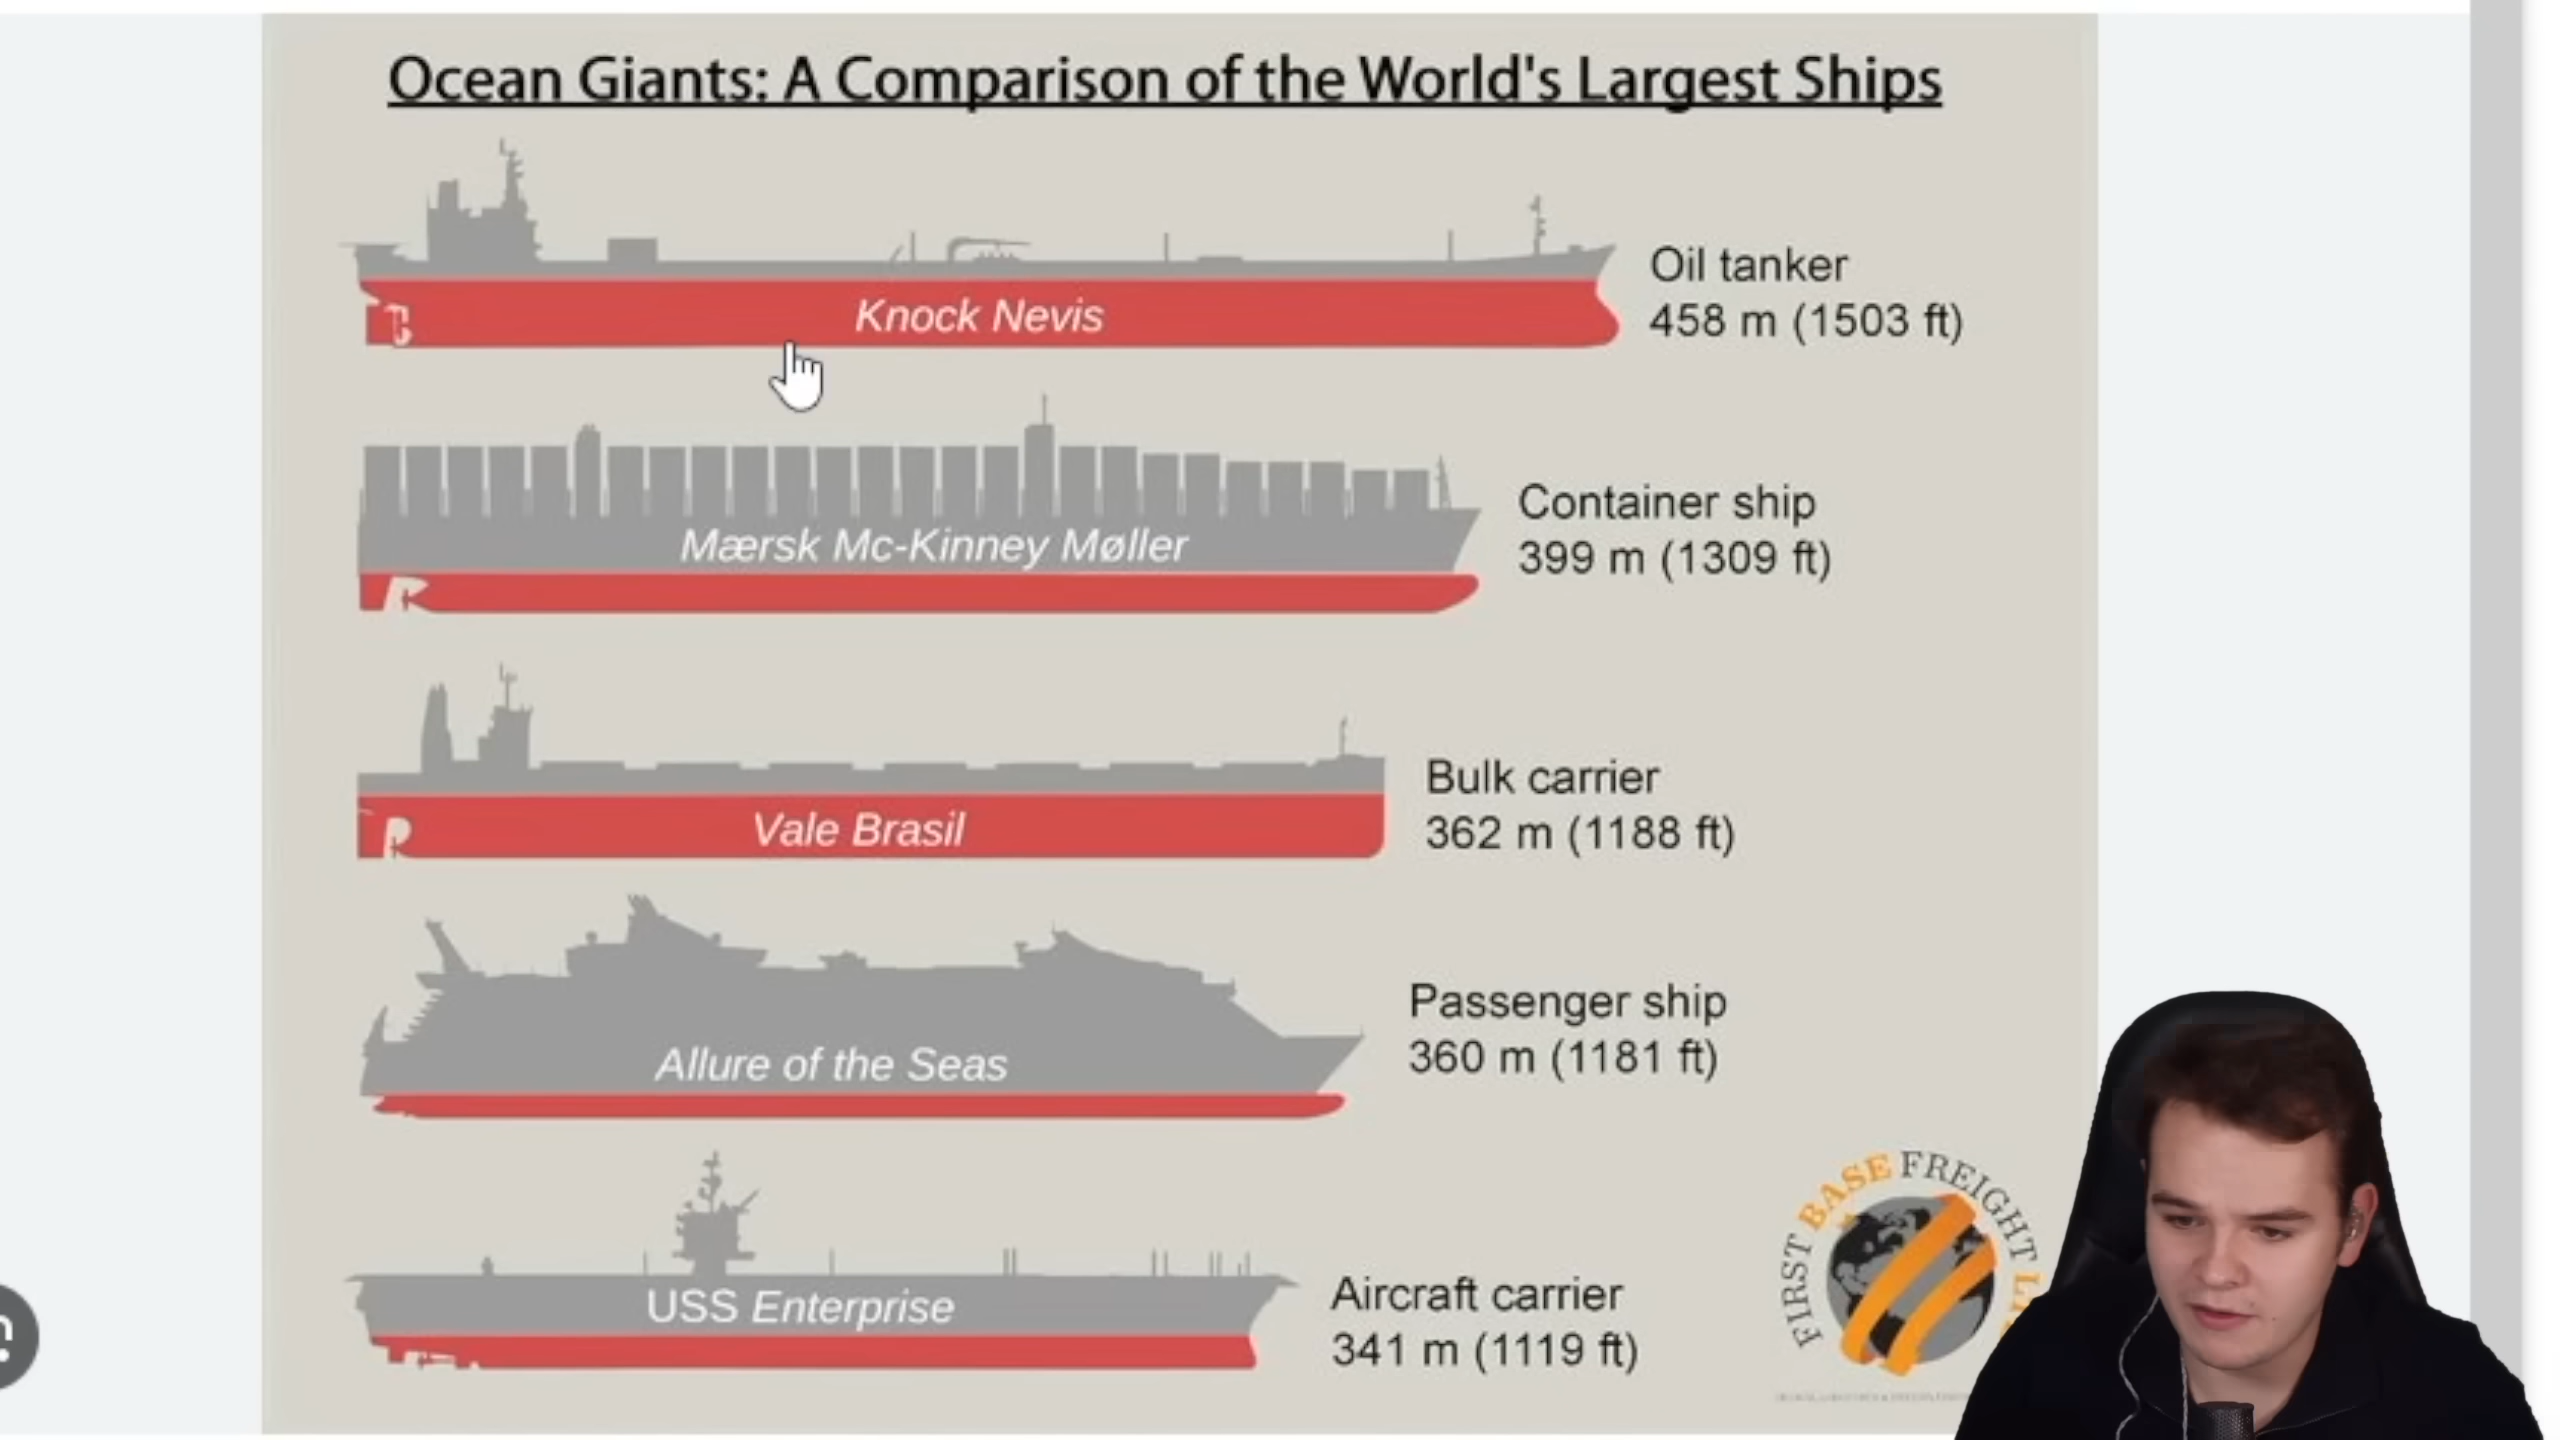 Ocean Giants: A Comparison of the World's Largest Ships
Knock Nevis
Oil tanker
458 m (1503 ft)
Mærsk Mc-Kinney Møller
Container ship
399 m (1309 ft)
Vale Brasil
Bulk carrier
362 m (1188 ft)
Allure of the Seas
Passenger ship
360 m (1181 ft)
USS Enterprise
Aircraft carrier
341 m (1119 ft)
FIRST BASE FREIGHT